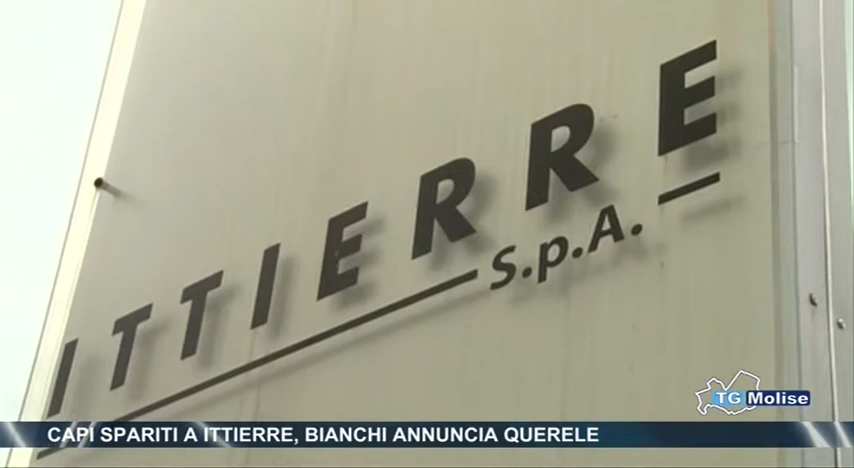 ITTIERRE
S.p.A.
TG Molise
CAPI SPARITI A ITTIERRE, BIANCHI ANNUNCIA QUERELE